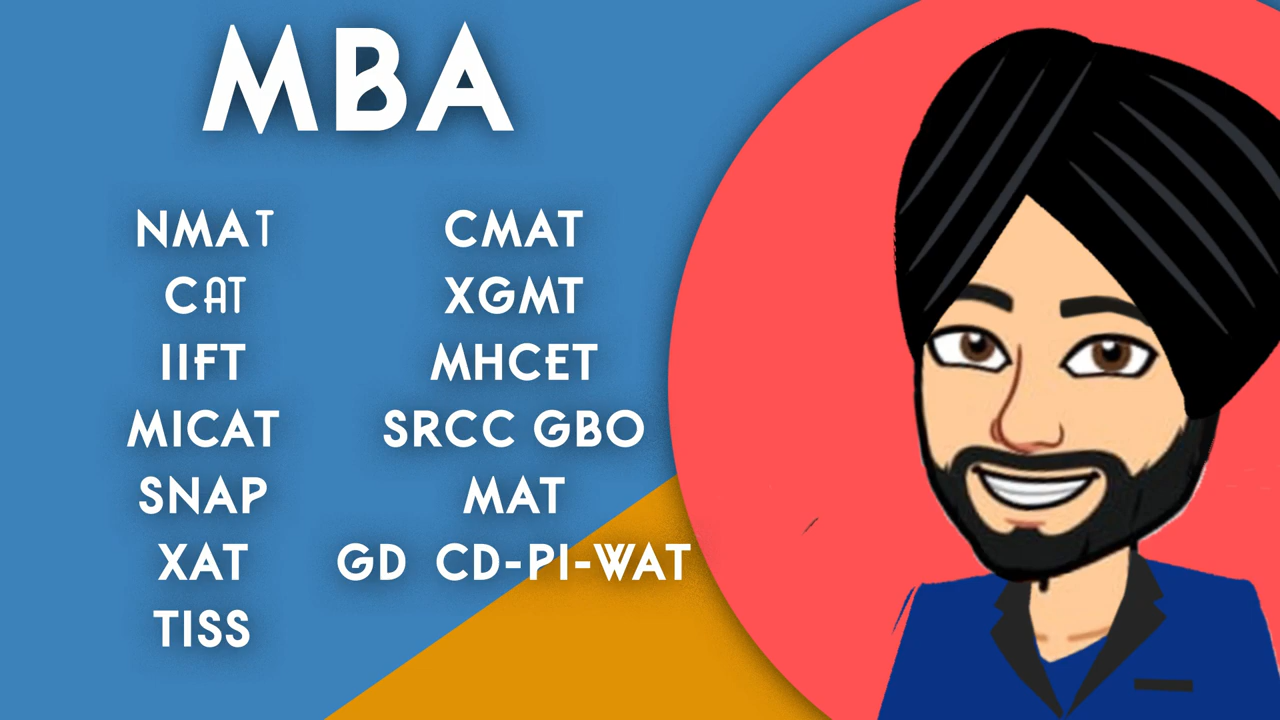 MBA
NMAT
CAT
IIFT
MICAT
SNAP
XAT
TISS
CMAT
XGMT
MHCET
SRCC GBO
MAT
GD CD-PI-WAT